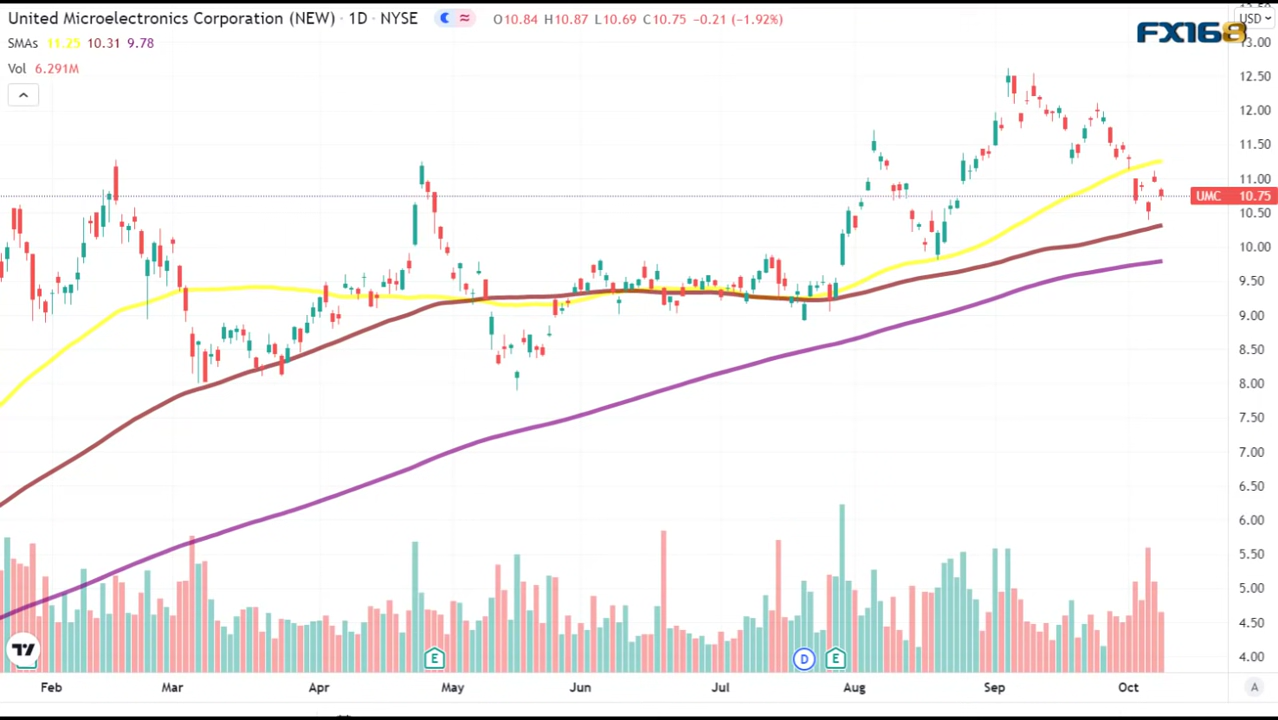 United Microelectronics Corporation (NEW) · 1D · NYSE O10.84 H10.87 L10.69 C10.75 −0.21 (−1.92%)
SMAs 11.25 10.31 9.78
Vol 6.291M
FX168
USD
13.00
12.50
12.00
11.50
11.00
UMC 10.75
10.50
10.00
9.50
9.00
8.50
8.00
7.50
7.00
6.50
6.00
5.50
5.00
4.50
4.00
E D E
Feb Mar Apr May Jun Jul Aug Sep Oct A